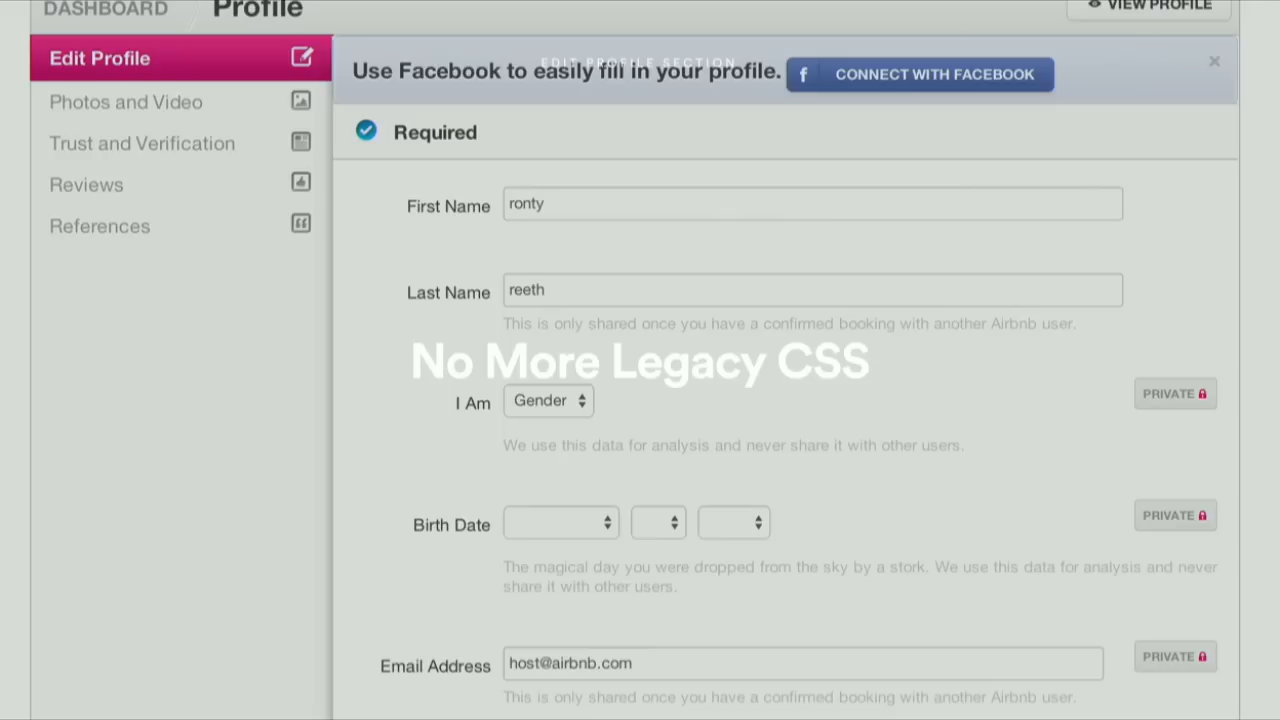 DASHBOARD
Profile
VIEW PROFILE
Edit Profile
Photos and Video
Trust and Verification
Reviews
References
EDIT PROFILE SECTION
Use Facebook to easily fill in your profile.
f CONNECT WITH FACEBOOK
×
Required
First Name ronty
Last Name reeth
This is only shared once you have a confirmed booking with another Airbnb user.
No More Legacy CSS
I Am Gender PRIVATE
We use this data for analysis and never share it with other users.
Birth Date PRIVATE
The magical day you were dropped from the sky by a stork. We use this data for analysis and never
share it with other users.
Email Address host@airbnb.com PRIVATE
This is only shared once you have a confirmed booking with another Airbnb user.